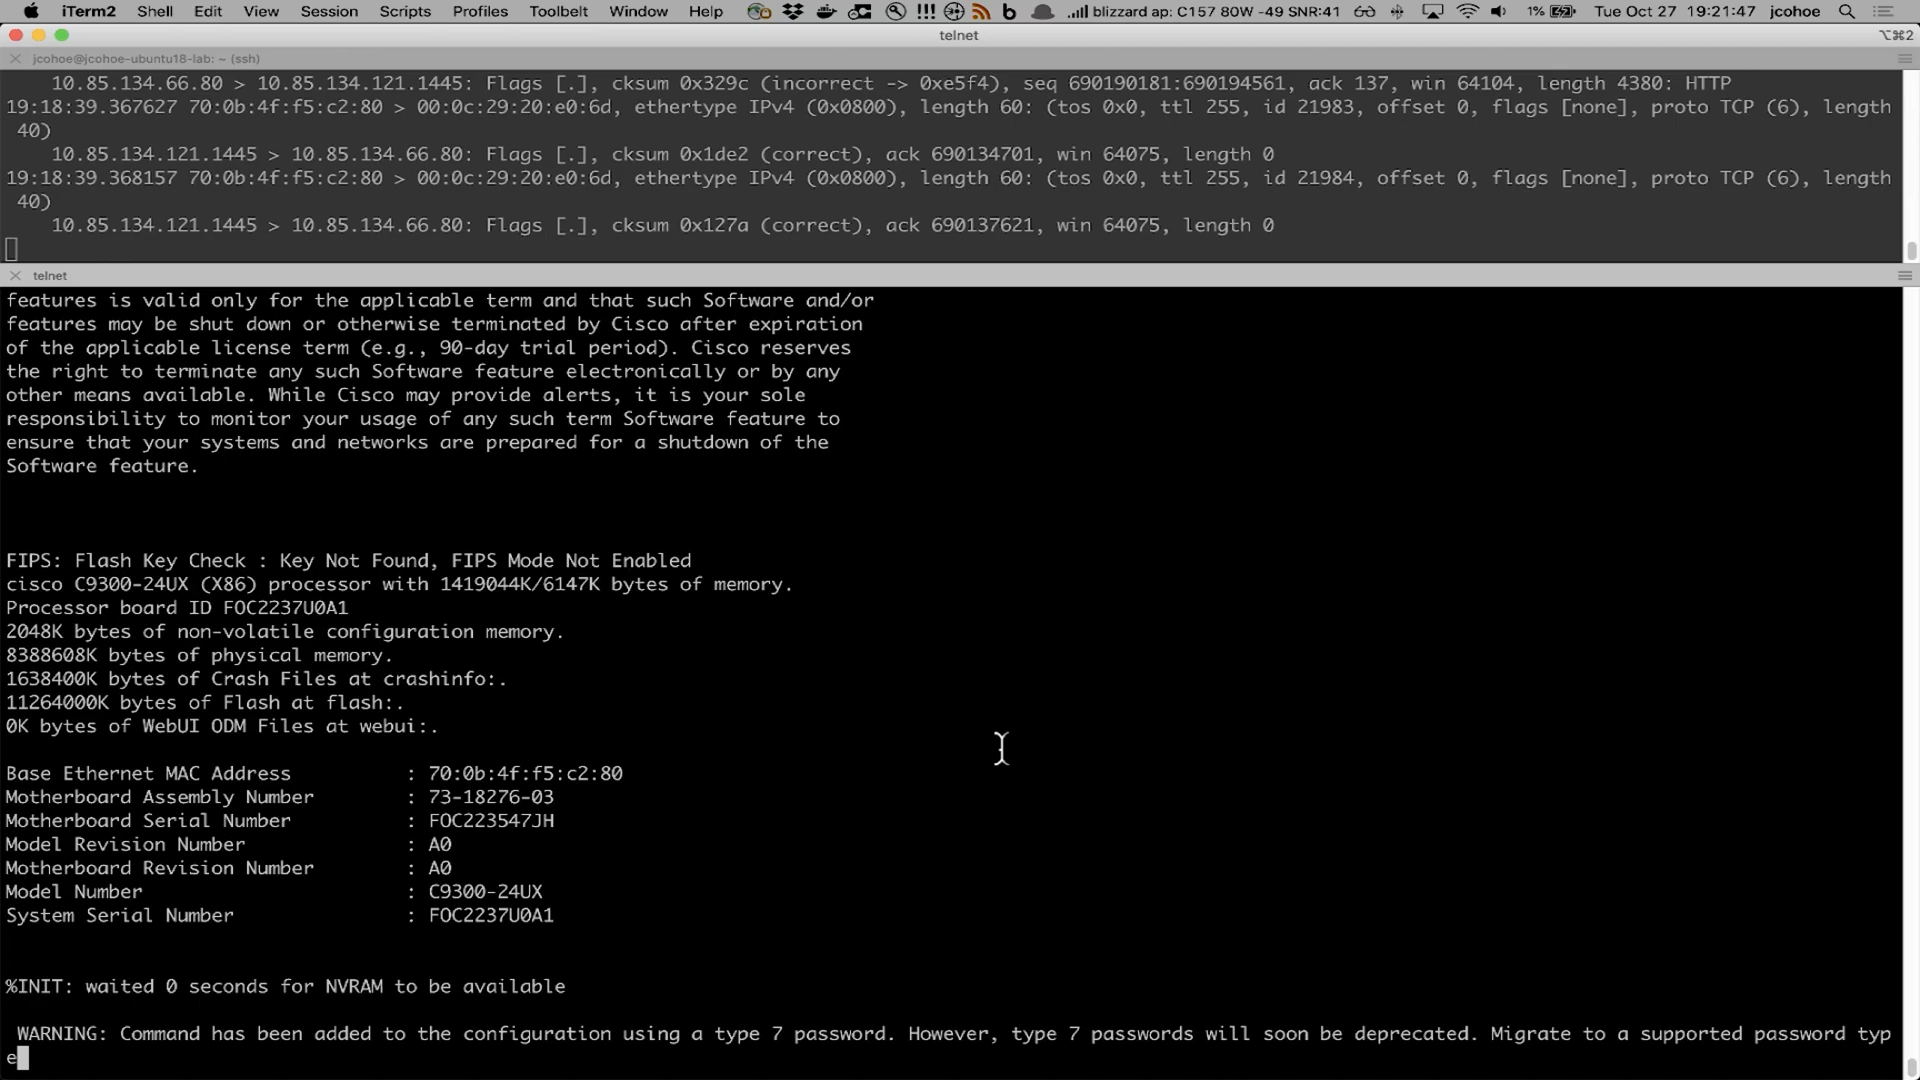 iTerm2 Shell Edit View Session Scripts Profiles Toolbelt Window Help !!! b blizzard ap: C157 80W -49 SNR:41 1% Tue Oct 27 19:21:47 jcohoe
telnet ⌥⌘2
jcohoe@jcohoe-ubuntu18-lab: ~ (ssh)
10.85.134.66.80 > 10.85.134.121.1445: Flags [.], cksum 0x329c (incorrect -> 0xe5f4), seq 690190181:690194561, ack 137, win 64104, length 4380: HTTP
19:18:39.367627 70:0b:4f:f5:c2:80 > 00:0c:29:20:e0:6d, ethertype IPv4 (0x0800), length 60: (tos 0x0, ttl 255, id 21983, offset 0, flags [none], proto TCP (6), length
40)
10.85.134.121.1445 > 10.85.134.66.80: Flags [.], cksum 0x1de2 (correct), ack 690134701, win 64075, length 0
19:18:39.368157 70:0b:4f:f5:c2:80 > 00:0c:29:20:e0:6d, ethertype IPv4 (0x0800), length 60: (tos 0x0, ttl 255, id 21984, offset 0, flags [none], proto TCP (6), length
40)
10.85.134.121.1445 > 10.85.134.66.80: Flags [.], cksum 0x127a (correct), ack 690137621, win 64075, length 0
telnet
features is valid only for the applicable term and that such Software and/or
features may be shut down or otherwise terminated by Cisco after expiration
of the applicable license term (e.g., 90-day trial period). Cisco reserves
the right to terminate any such Software feature electronically or by any
other means available. While Cisco may provide alerts, it is your sole
responsibility to monitor your usage of any such term Software feature to
ensure that your systems and networks are prepared for a shutdown of the
Software feature.
FIPS: Flash Key Check : Key Not Found, FIPS Mode Not Enabled
cisco C9300-24UX (X86) processor with 1419044K/6147K bytes of memory.
Processor board ID FOC2237U0A1
2048K bytes of non-volatile configuration memory.
8388608K bytes of physical memory.
1638400K bytes of Crash Files at crashinfo:.
11264000K bytes of Flash at flash:.
0K bytes of WebUI ODM Files at webui:.
Base Ethernet MAC Address : 70:0b:4f:f5:c2:80
Motherboard Assembly Number : 73-18276-03
Motherboard Serial Number : FOC223547JH
Model Revision Number : A0
Motherboard Revision Number : A0
Model Number : C9300-24UX
System Serial Number : FOC2237U0A1
%INIT: waited 0 seconds for NVRAM to be available
WARNING: Command has been added to the configuration using a type 7 password. However, type 7 passwords will soon be deprecated. Migrate to a supported password typ
e